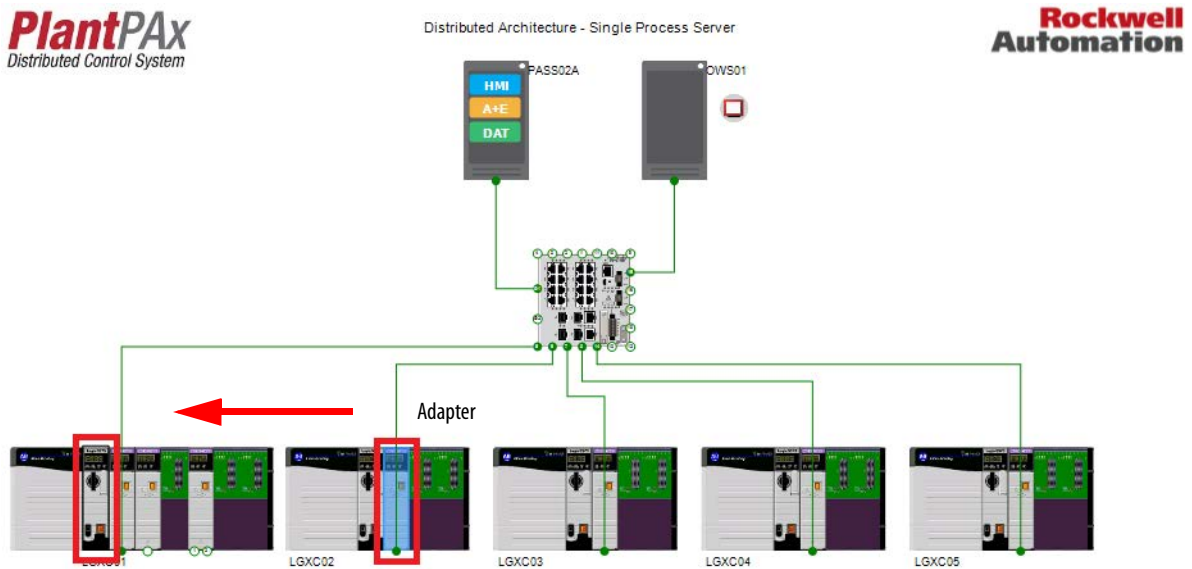 PlantPAx
Distributed Control System
Distributed Architecture - Single Process Server
Rockwell
Automation
PASS02A
OWS01
HMI
A+E
DAT
Adapter
LGXC01
LGXC02
LGXC03
LGXC04
LGXC05